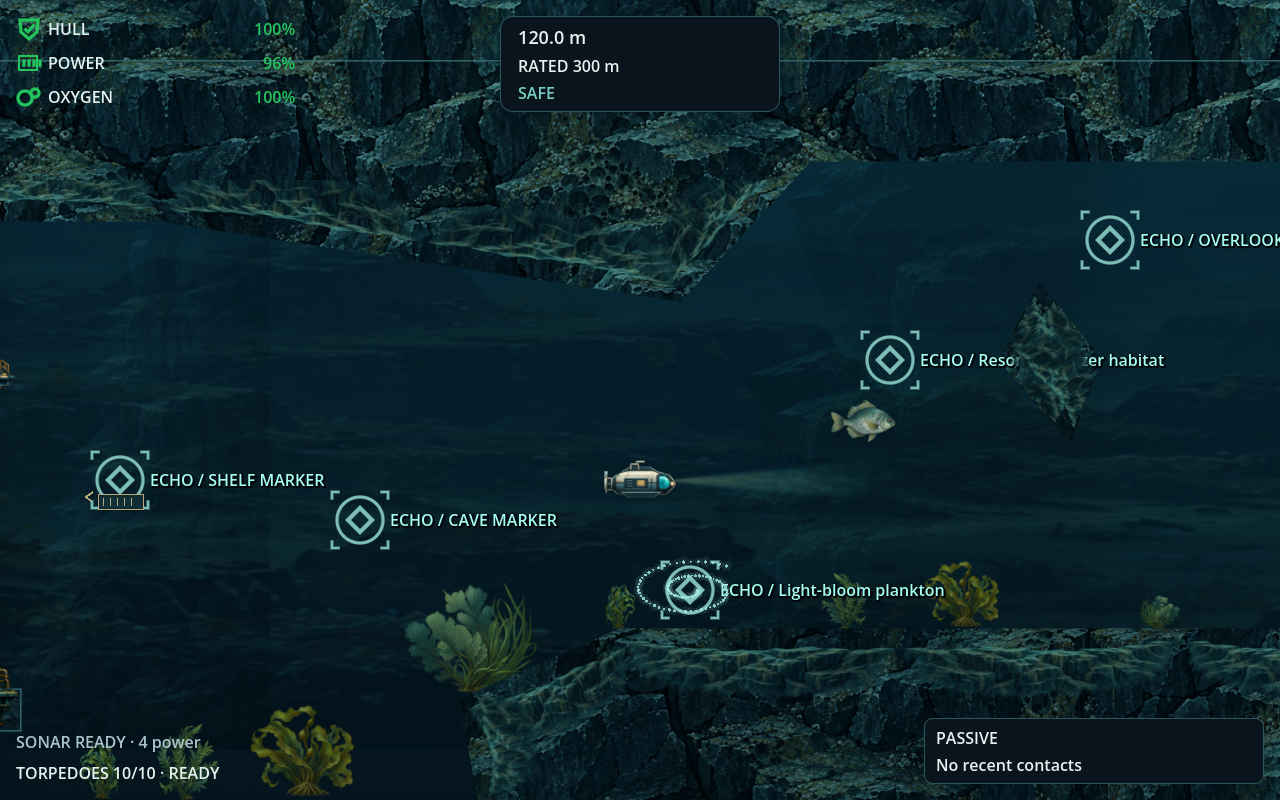 HULL 100%
POWER 96%
OXYGEN 100%
120.0 m
RATED 300 m
SAFE
ECHO / OVERLOOK
ECHO / Reso er habitat
ECHO / SHELF MARKER
ECHO / CAVE MARKER
ECHO / Light-bloom plankton
SONAR READY · 4 power
TORPEDOES 10/10 · READY
PASSIVE
No recent contacts